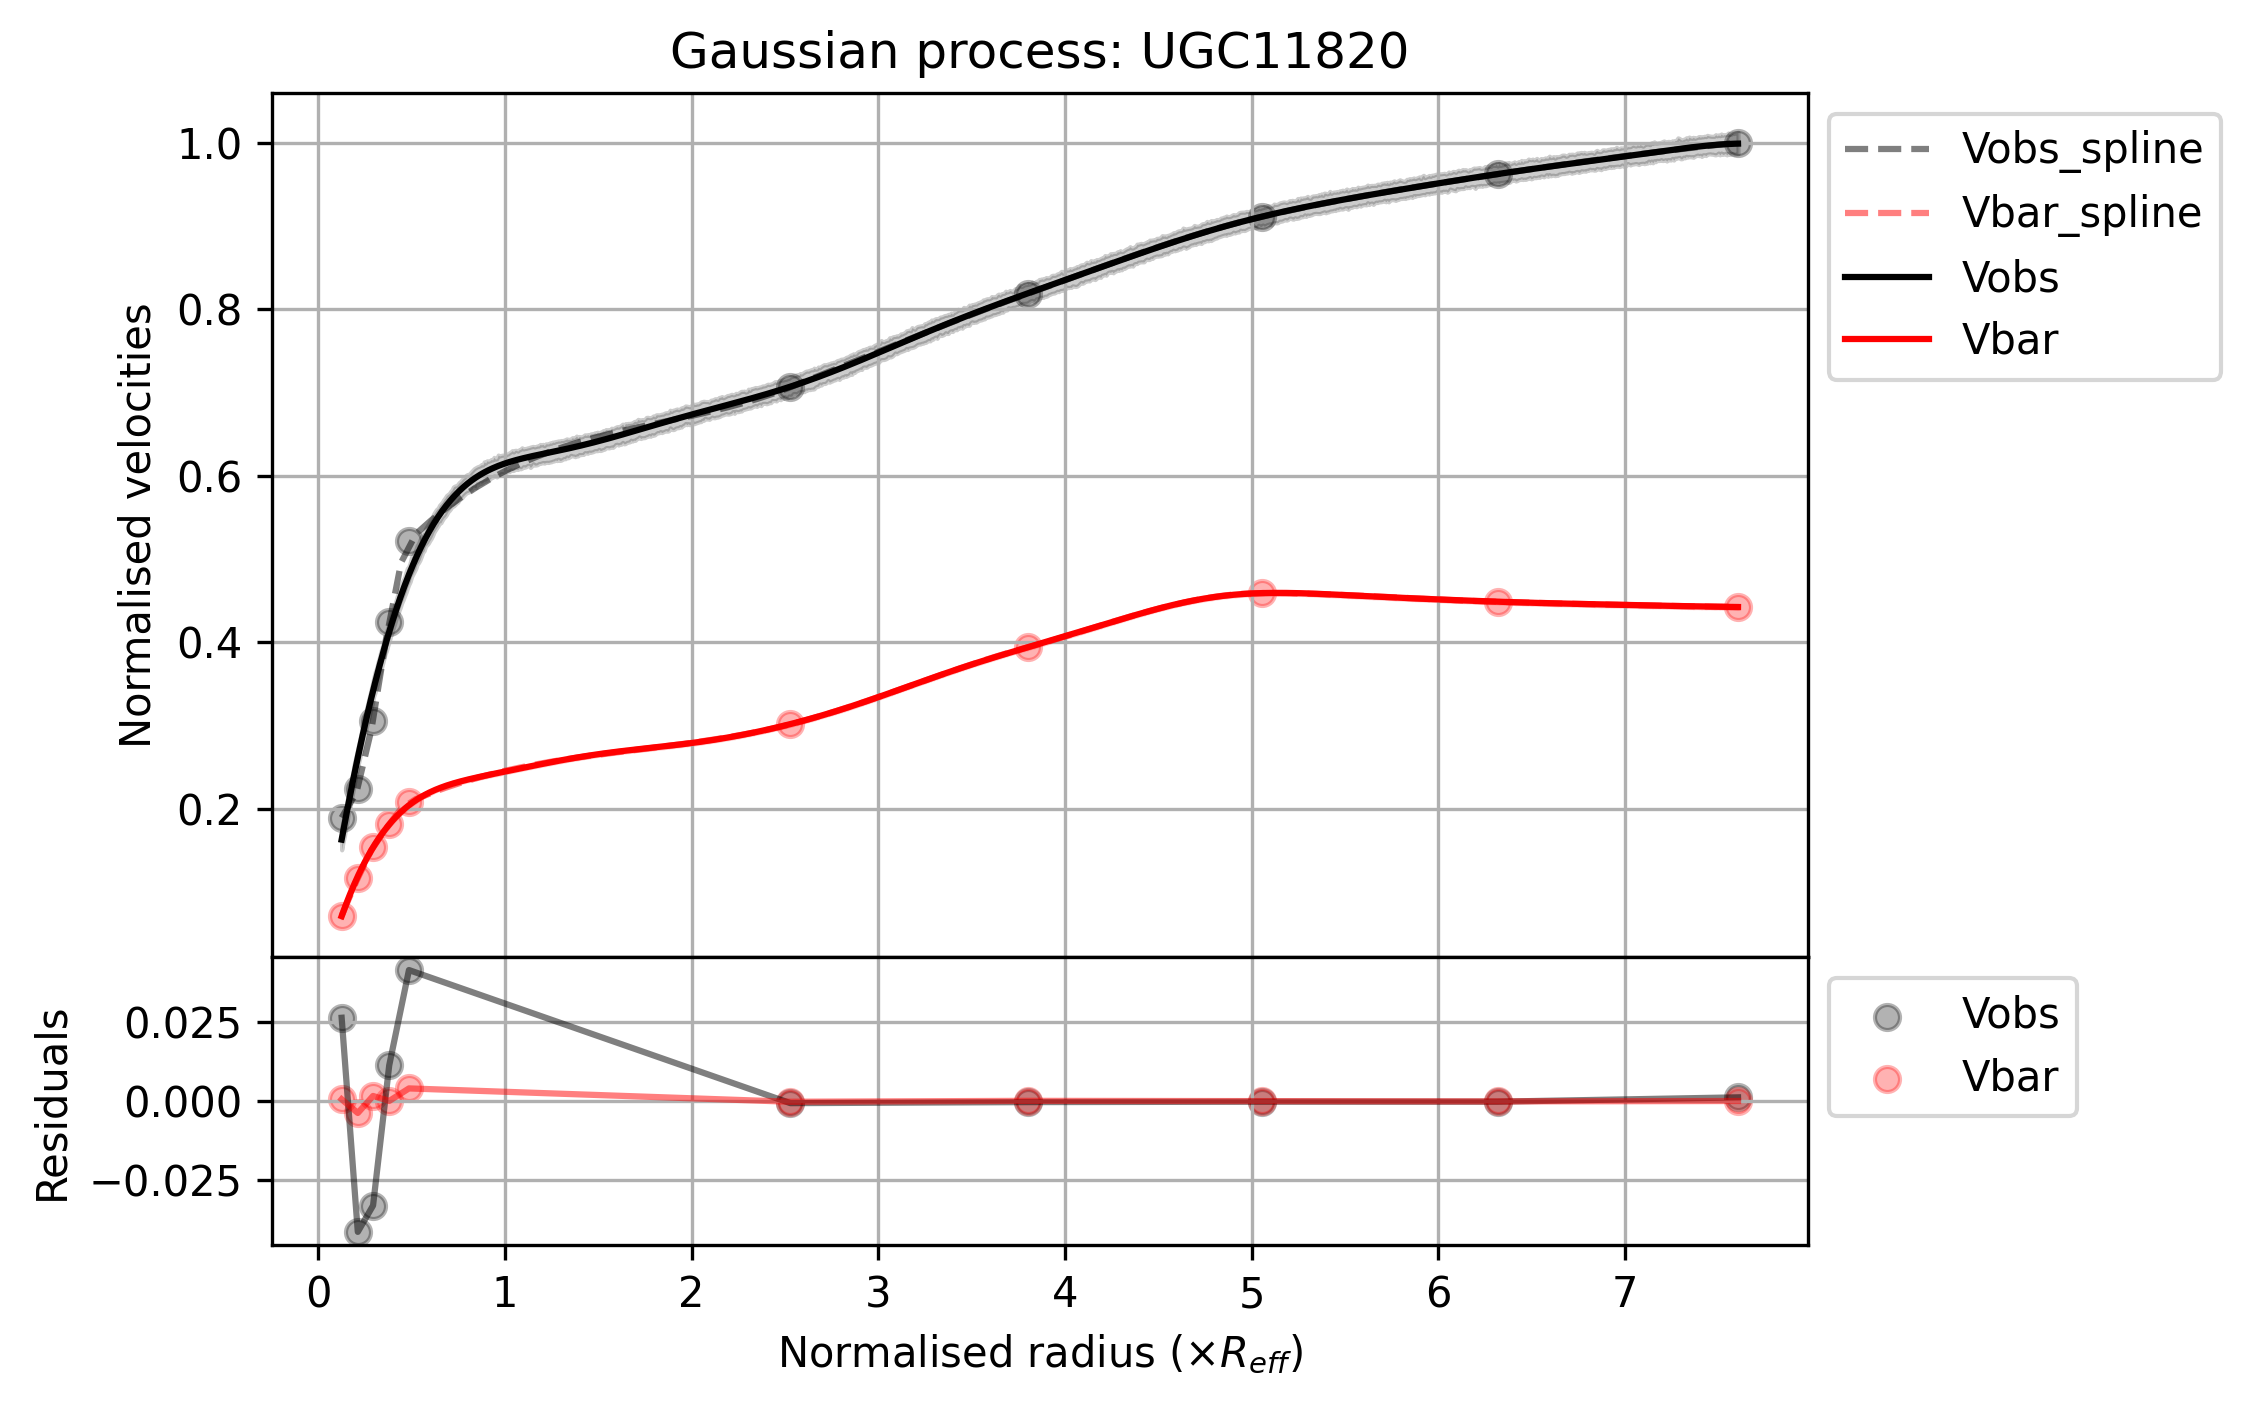 Gaussian process: UGC11820
Normalised velocities
1.0
0.8
0.6
0.4
0.2
Vobs_spline
Vbar_spline
Vobs
Vbar
Residuals
0.025
0.000
−0.025
Vobs
Vbar
0 1 2 3 4 5 6 7
Normalised radius (×R_{eff})